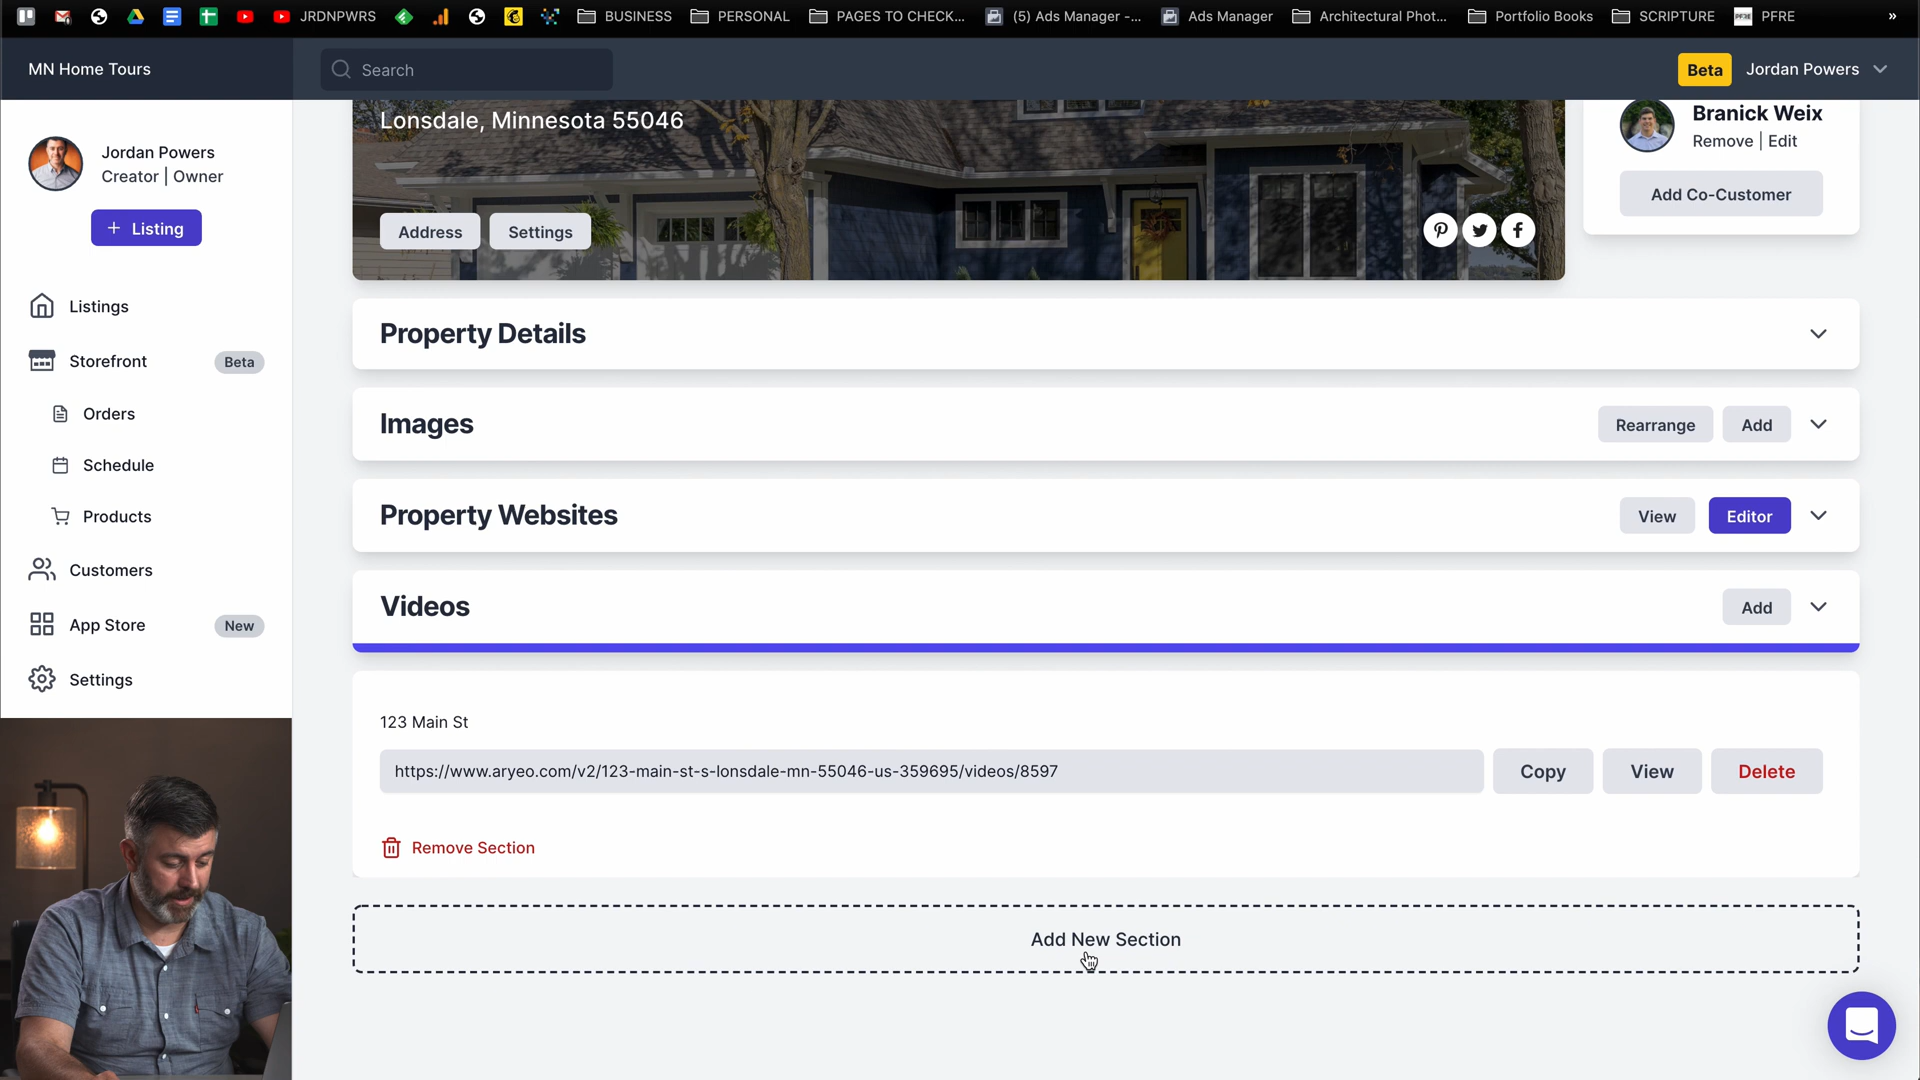 JRDNPWRS
BUSINESS
PERSONAL
PAGES TO CHECK...
(5) Ads Manager -...
Ads Manager
Architectural Phot...
Portfolio Books
SCRIPTURE
PFRE
PFRE
»
MN Home Tours
Search
Beta
Jordan Powers
Jordan Powers
Creator | Owner
+ Listing
Listings
Storefront
Beta
Orders
Schedule
Products
Customers
App Store
New
Settings
Lonsdale, Minnesota 55046
Address
Settings
Branick Weix
Remove | Edit
Add Co-Customer
Property Details
Images
Rearrange
Add
Property Websites
View
Editor
Videos
Add
123 Main St
https://www.aryeo.com/v2/123-main-st-s-lonsdale-mn-55046-us-359695/videos/8597
Copy
View
Delete
Remove Section
Add New Section